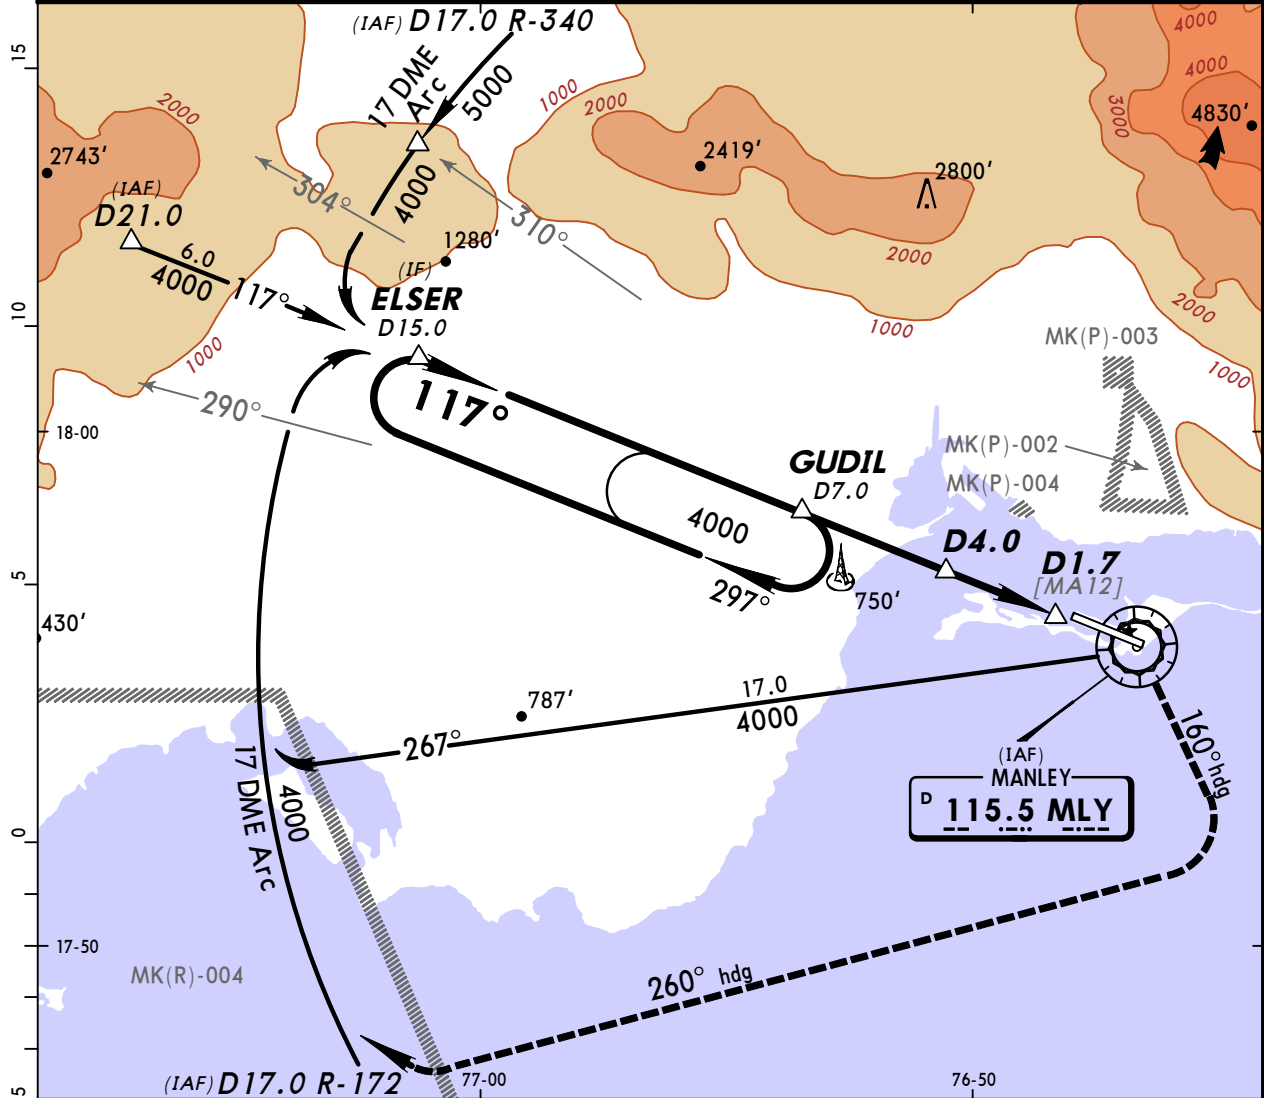 (IAF) D17.0 R-340
17 DME
Arc
5000
4000
15
2000
2743'
(IAF)
D21.0
6.0
4000
117°
304°
310°
1280'
(IF)
ELSER
D15.0
1000
2000
2419'
2800'
2000
1000
3000
4000
4000
4830'
2000
1000
10
1000
290°
117°
18-00
MK(P)-003
MK(P)-002
MK(P)-004
GUDIL
D7.0
4000
297°
750'
D4.0
D1.7
[MA12]
5
430'
787'
17.0
4000
267°
17 DME Arc
4000
(IAF)
MANLEY
D 115.5 MLY
160° hdg
0
17-50
MK(R)-004
260° hdg
(IAF) D17.0 R-172
77-00
76-50
5